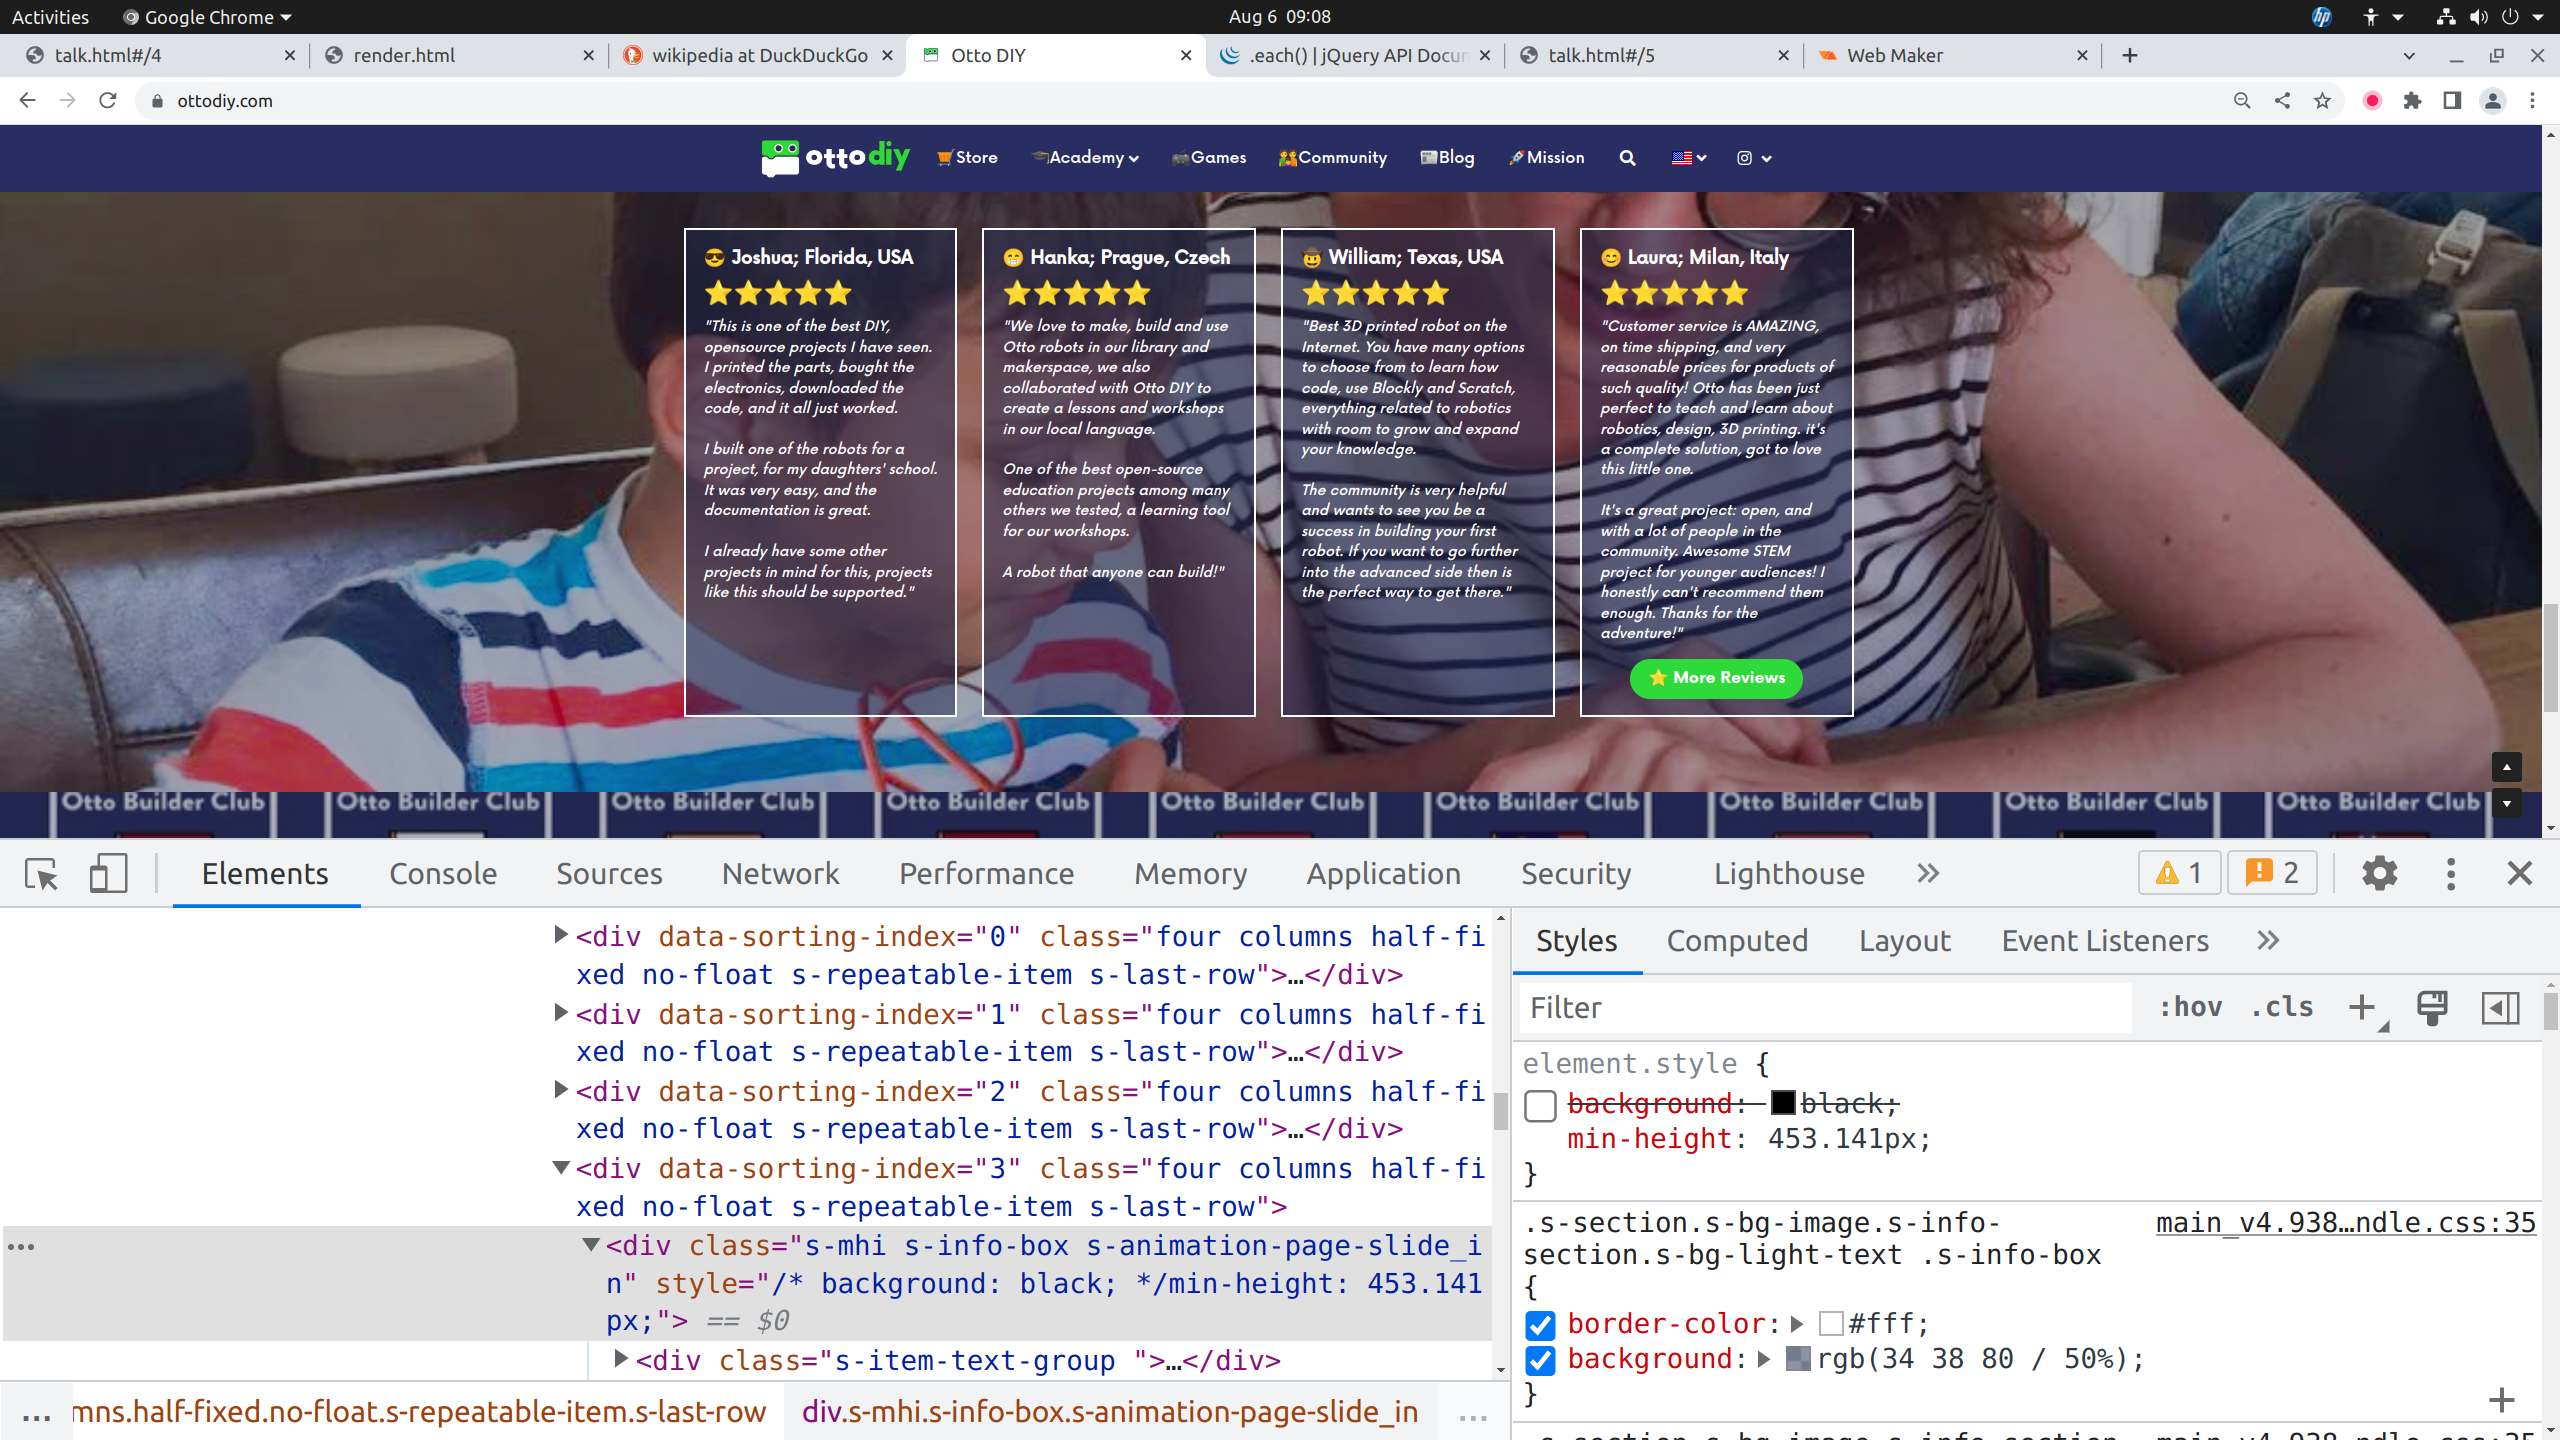 Activities
Google Chrome
Aug 6 09:08
talk.html#/4
render.html
wikipedia at DuckDuckGo
Otto DIY
.each() | jQuery API Docum
talk.html#/5
Web Maker
ottodiy.com
otto diy
Store
Academy
Games
Community
Blog
Mission
😎 Joshua; Florida, USA
⭐⭐⭐⭐⭐
"This is one of the best DIY,
opensource projects I have seen.
I printed the parts, bought the
electronics, downloaded the
code, and it all just worked.
I built one of the robots for a
project, for my daughters' school.
It was very easy, and the
documentation is great.
I already have some other
projects in mind for this, projects
like this should be supported."
😁 Hanka; Prague, Czech
⭐⭐⭐⭐⭐
"We love to make, build and use
Otto robots in our library and
makerspace, we also
collaborated with Otto DIY to
create a lessons and workshops
in our local language.
One of the best open-source
education projects among many
others we tested, a learning tool
for our workshops.
A robot that anyone can build!"
🤠 William; Texas, USA
⭐⭐⭐⭐⭐
"Best 3D printed robot on the
Internet. You have many options
to choose from to learn how
code, use Blockly and Scratch,
everything related to robotics
with room to grow and expand
your knowledge.
The community is very helpful
and wants to see you be a
success in building your first
robot. If you want to go further
into the advanced side then is
the perfect way to get there."
😊 Laura; Milan, Italy
⭐⭐⭐⭐⭐
"Customer service is AMAZING,
on time shipping, and very
reasonable prices for products of
such quality! Otto has been just
perfect to teach and learn about
robotics, design, 3D printing. it's
a complete solution, got to love
this little one.
It's a great project: open, and
with a lot of people in the
community. Awesome STEM
project for younger audiences! I
honestly can't recommend them
enough. Thanks for the
adventure!"
⭐ More Reviews
Otto Builder Club
Otto Builder Club
Otto Builder Club
Otto Builder Club
Otto Builder Club
Otto Builder Club
Otto Builder Club
Otto Builder Club
Otto Builder Club
Elements
Console
Sources
Network
Performance
Memory
Application
Security
Lighthouse
1
2
<div data-sorting-index="0" class="four columns half-fi
xed no-float s-repeatable-item s-last-row">…</div>
<div data-sorting-index="1" class="four columns half-fi
xed no-float s-repeatable-item s-last-row">…</div>
<div data-sorting-index="2" class="four columns half-fi
xed no-float s-repeatable-item s-last-row">…</div>
<div data-sorting-index="3" class="four columns half-fi
xed no-float s-repeatable-item s-last-row">
<div class="s-mhi s-info-box s-animation-page-slide_i
n" style="/* background: black; */min-height: 453.141
px;"> == $0
<div class="s-item-text-group ">…</div>
… mns.half-fixed.no-float.s-repeatable-item.s-last-row
div.s-mhi.s-info-box.s-animation-page-slide_in …
Styles
Computed
Layout
Event Listeners
Filter
:hov
.cls
element.style {
background: black;
min-height: 453.141px;
}
.s-section.s-bg-image.s-info-
section.s-bg-light-text .s-info-box
{
main_v4.938…ndle.css:35
border-color: #fff;
background: rgb(34 38 80 / 50%);
}